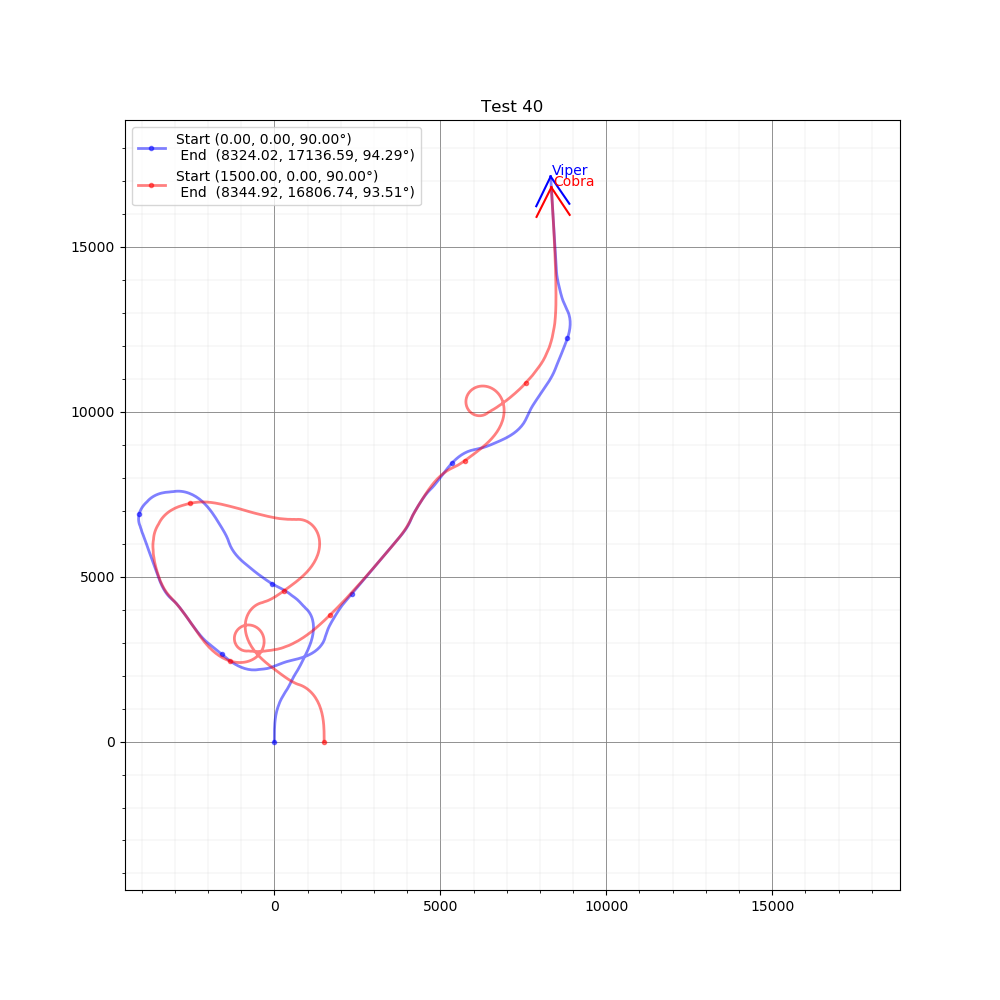 Test 40
Start (0.00, 0.00, 90.00°)
End (8324.02, 17136.59, 94.29°)
Start (1500.00, 0.00, 90.00°)
End (8344.92, 16806.74, 93.51°)
Viper
Cobra
15000
10000
5000
0
0
5000
10000
15000